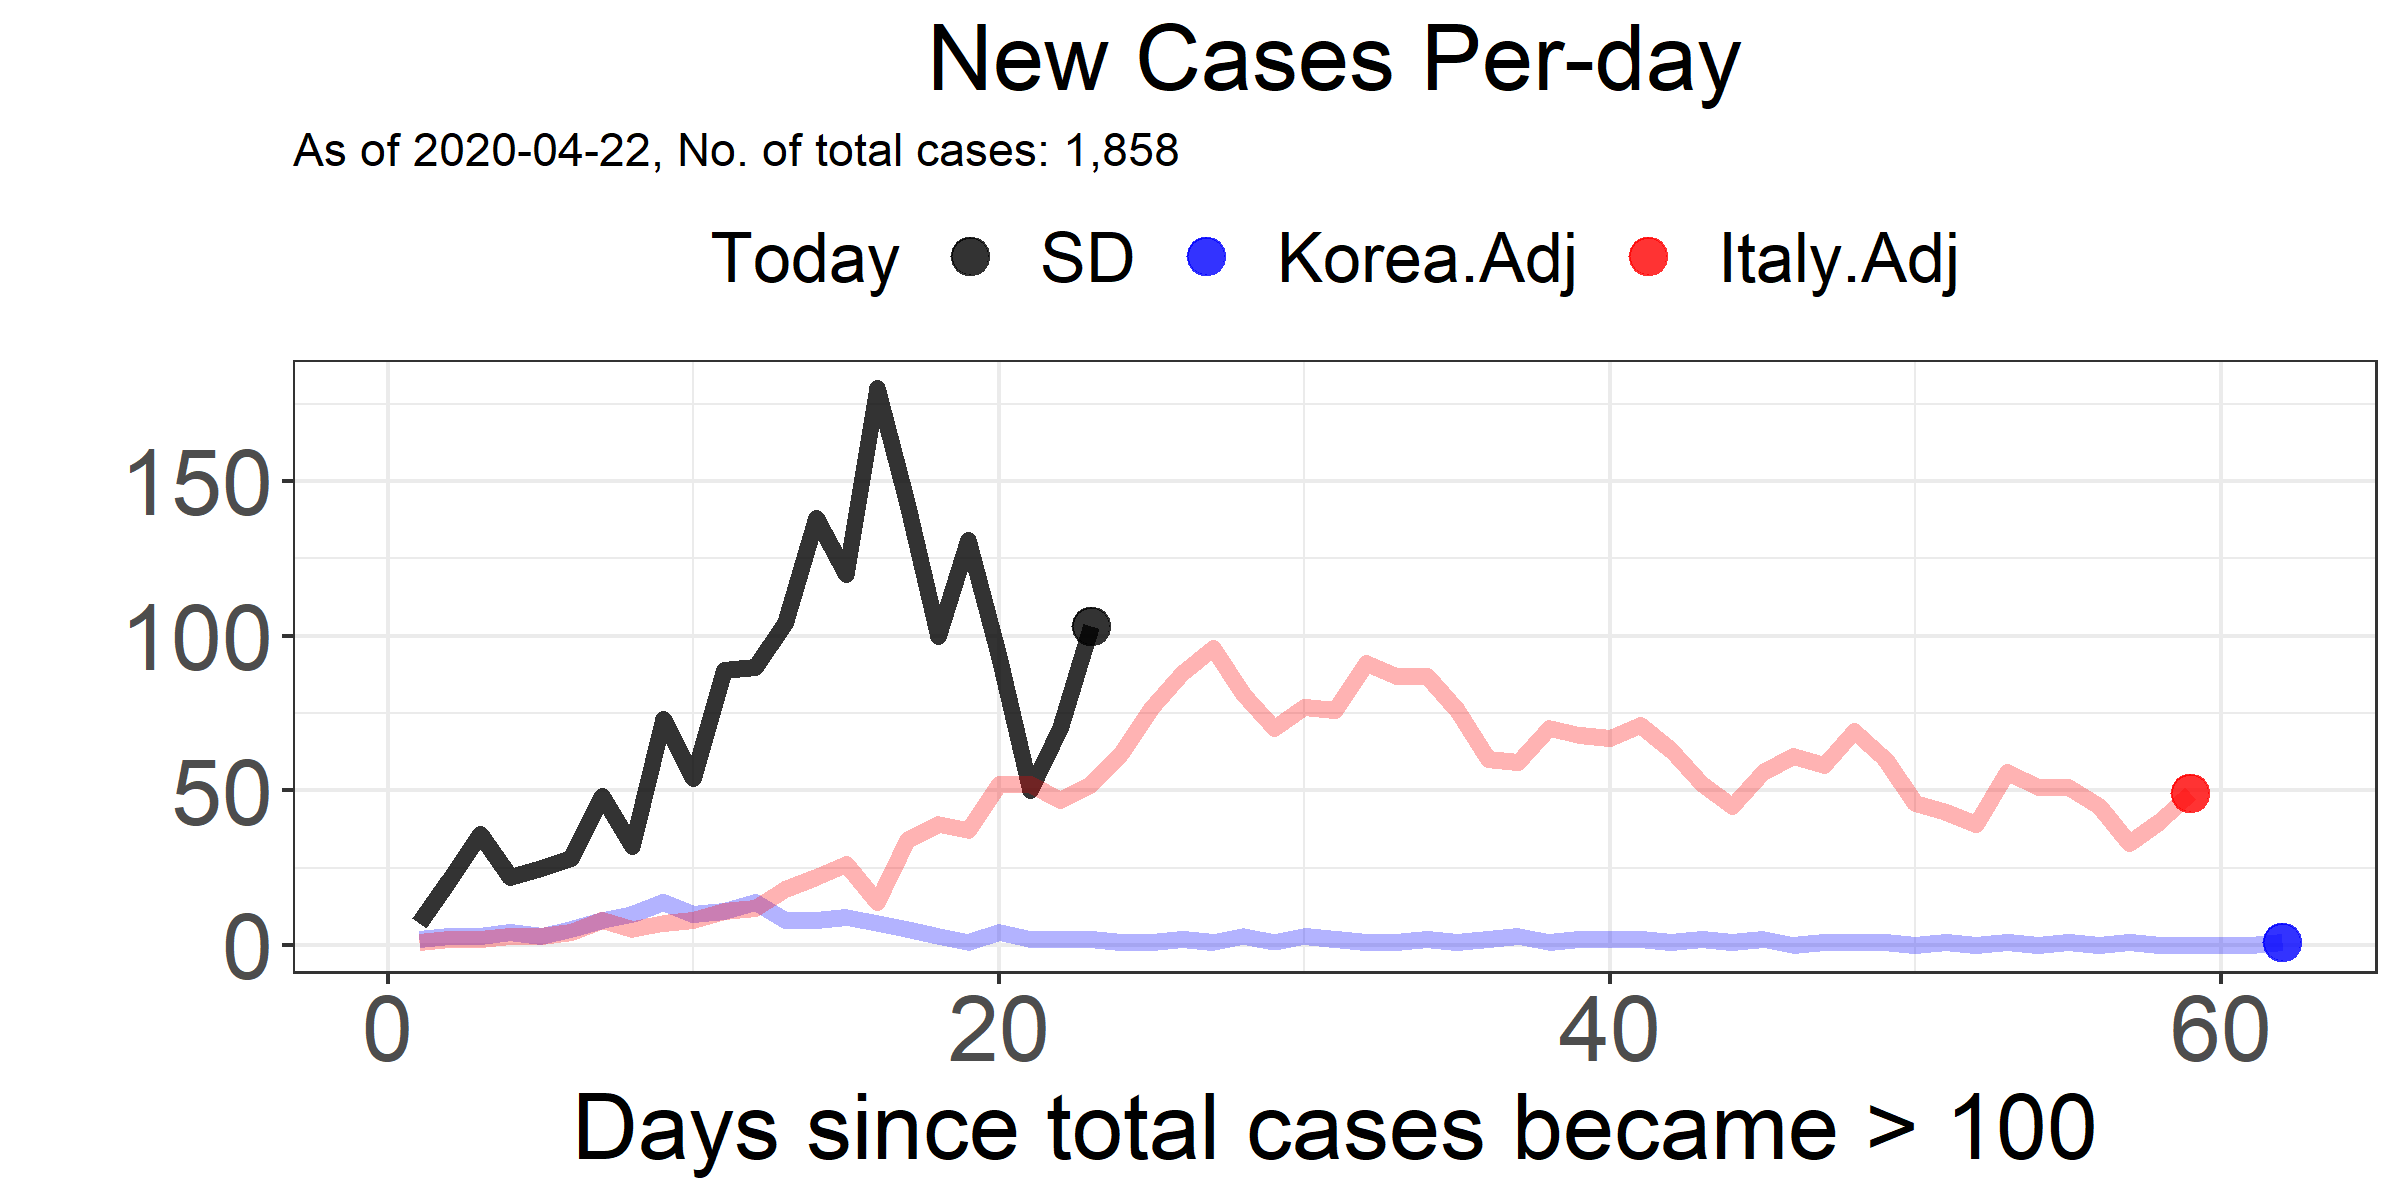 New Cases Per-day
As of 2020-04-22, No. of total cases: 1,858
Today SD Korea.Adj Italy.Adj
150
100
50
0
0 20 40 60
Days since total cases became > 100